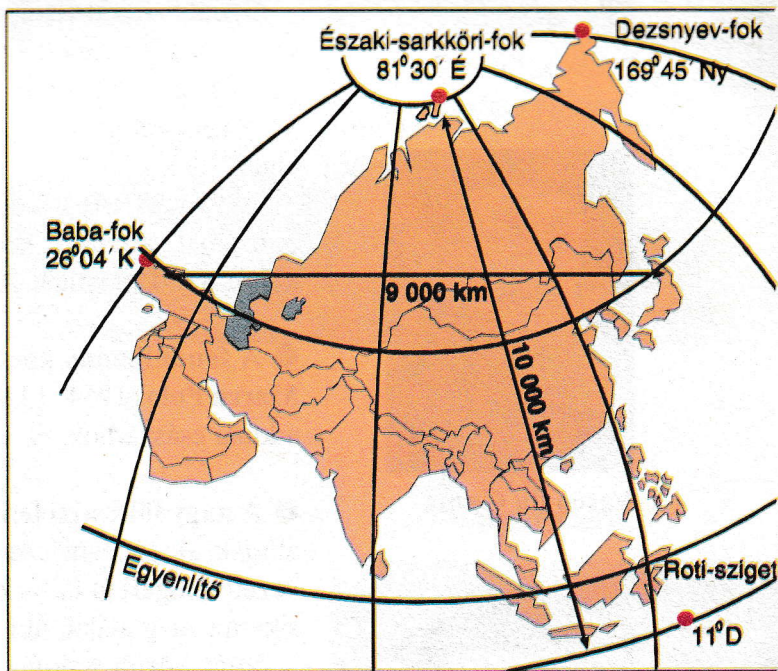 Északi-sarkköri-fok
81°30′ É
Dezsnyev-fok
169°45′ Ny
Baba-fok
26°04′ K
9 000 km
10 000 km
Egyenlítő
Roti-sziget
11°D